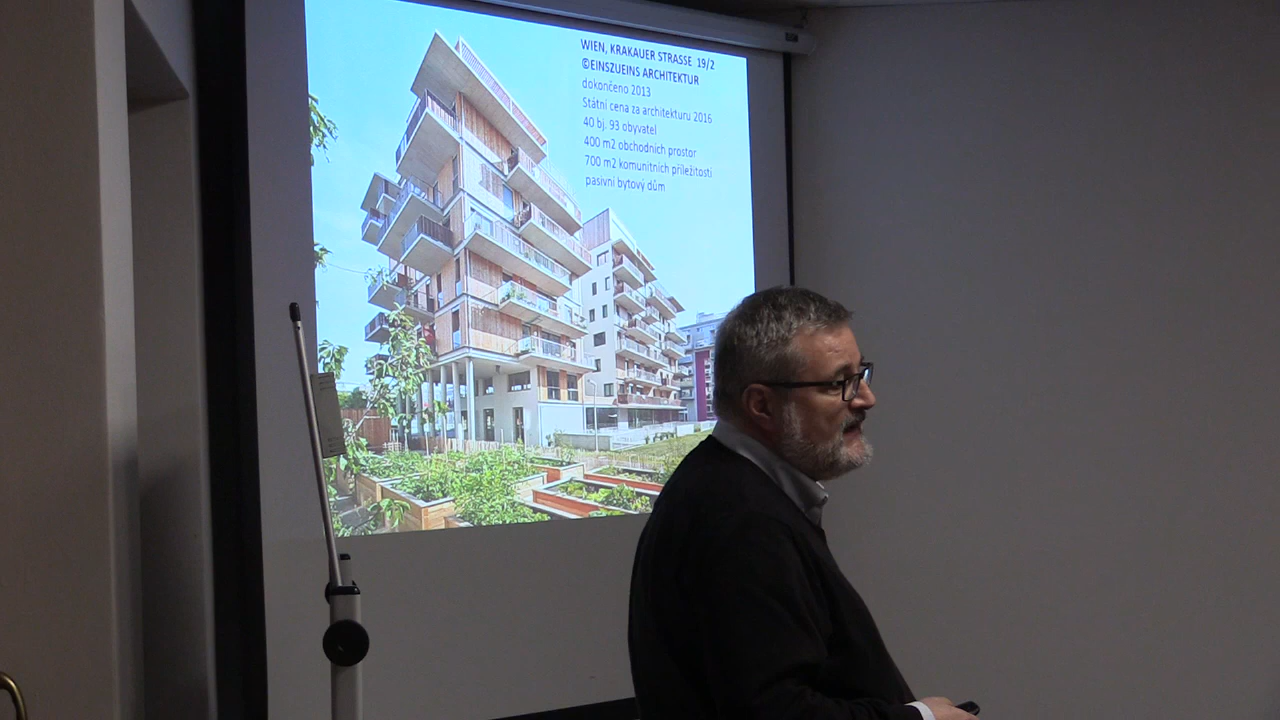 WIEN, KRAKAUER STRASSE 19/2
©EINSZUEINS ARCHITEKTUR
dokončeno 2013
Státní cena za architekturu 2016
40 bj. 93 obyvatel
400 m2 obchodních prostor
700 m2 komunitních příležitostí
pasivní bytový dům